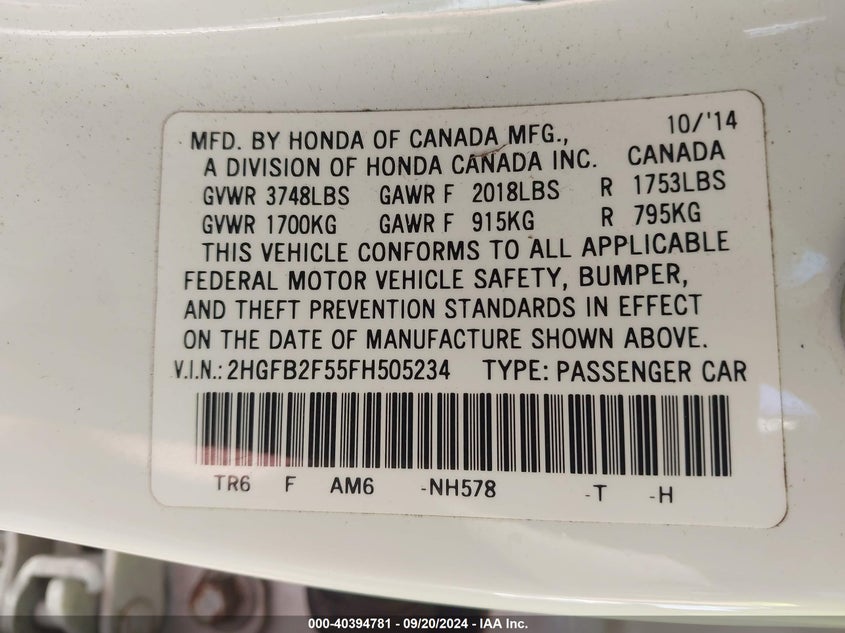 10/'14
MFD. BY HONDA OF CANADA MFG.,
A DIVISION OF HONDA CANADA INC. CANADA
GVWR 3748LBS GAWR F 2018LBS R 1753LBS
GVWR 1700KG GAWR F 915KG R 795KG
THIS VEHICLE CONFORMS TO ALL APPLICABLE
FEDERAL MOTOR VEHICLE SAFETY, BUMPER,
AND THEFT PREVENTION STANDARDS IN EFFECT
ON THE DATE OF MANUFACTURE SHOWN ABOVE.
V.I.N.: 2HGFB2F55FH505234 TYPE: PASSENGER CAR
TR6 F AM6 -NH578 -T -H
000-40394781 - 09/20/2024 - IAA Inc.